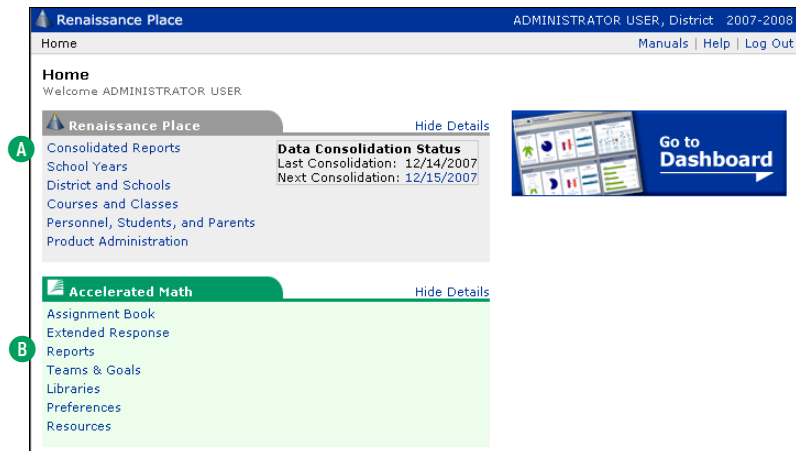 Renaissance Place ADMINISTRATOR USER, District 2007-2008
Home Manuals | Help | Log Out
Home
Welcome ADMINISTRATOR USER
Renaissance Place Hide Details
A
Consolidated Reports
School Years
District and Schools
Courses and Classes
Personnel, Students, and Parents
Product Administration
Data Consolidation Status
Last Consolidation: 12/14/2007
Next Consolidation: 12/15/2007
Go to
Dashboard
Accelerated Math Hide Details
Assignment Book
Extended Response
B
Reports
Teams & Goals
Libraries
Preferences
Resources